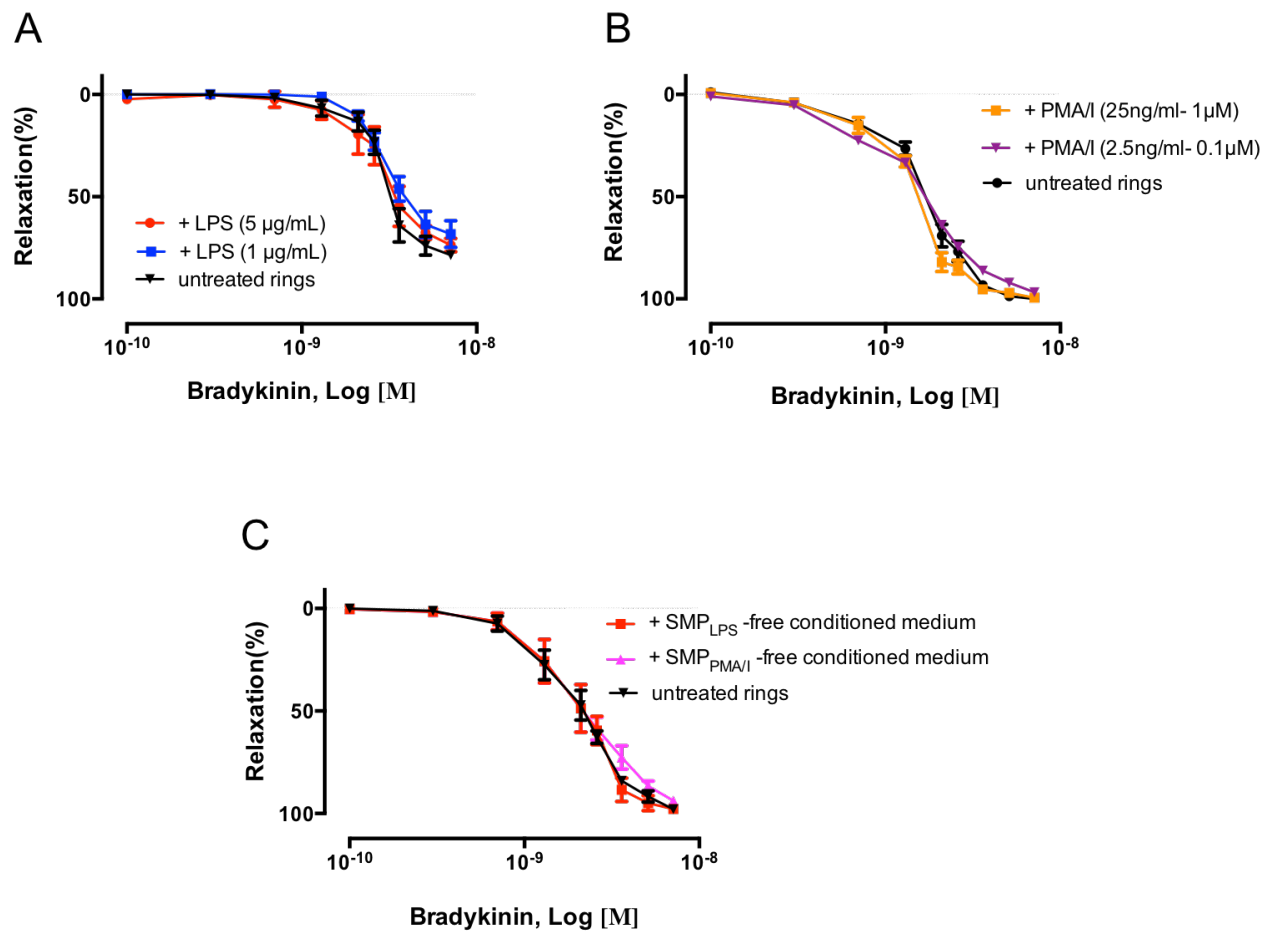 A
Relaxation(%)
0
50
100
+ LPS (5 µg/mL)
+ LPS (1 µg/mL)
untreated rings
10-10
10-9
10-8
Bradykinin, Log [M]
B
Relaxation(%)
0
50
100
+ PMA/I (25ng/ml- 1µM)
+ PMA/I (2.5ng/ml- 0.1µM)
untreated rings
10-10
10-9
10-8
Bradykinin, Log [M]
C
Relaxation(%)
0
50
100
+ SMPLPS -free conditioned medium
+ SMPPMA/I -free conditioned medium
untreated rings
10-10
10-9
10-8
Bradykinin, Log [M]